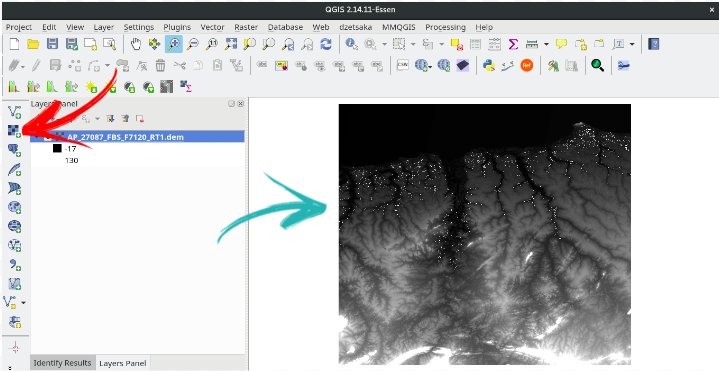 QGIS 2.14.11-Essen
Project Edit View Layer Settings Plugins Vector Raster Database Web dzetsaka MMQGIS Processing Help
Layers Panel
AP_27087_FBS_F7120_RT1.dem
-17
130
Identify Results Layers Panel